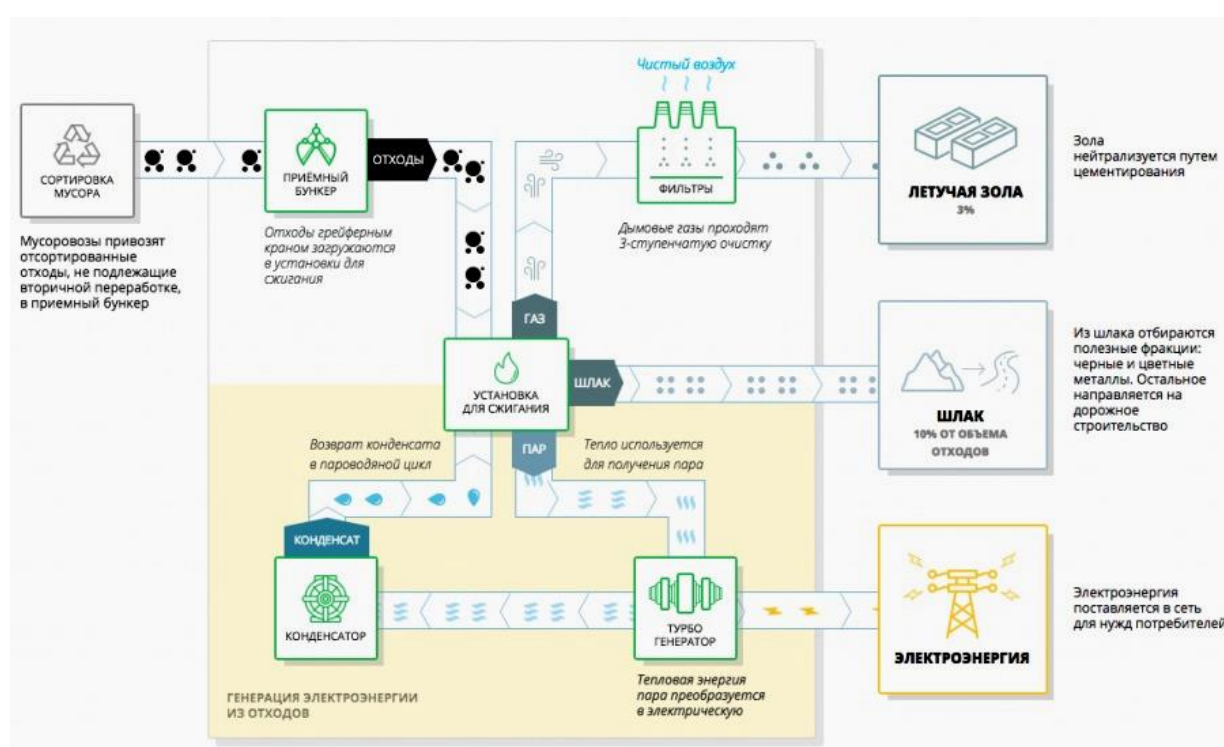 Чистый воздух
СОРТИРОВКА
МУСОРА
Мусоровозы привозят
отсортированные
отходы, не подлежащие
вторичной переработке,
в приемный бункер
ПРИЁМНЫЙ
БУНКЕР
ОТХОДЫ
Отходы грейферным
краном загружаются
в установки для
сжигания
ФИЛЬТРЫ
Дымовые газы проходят
3-ступенчатую очистку
ЛЕТУЧАЯ ЗОЛА
3%
Зола
нейтрализуется путем
цементирования
ГАЗ
УСТАНОВКА
ДЛЯ СЖИГАНИЯ
ШЛАК
ПАР
ШЛАК
10% ОТ ОБЪЕМА
ОТХОДОВ
Из шлака отбираются
полезные фракции:
черные и цветные
металлы. Остальное
направляется на
дорожное
строительство
Возврат конденсата
в пароводяной цикл
Тепло используется
для получения пара
КОНДЕНСАТ
КОНДЕНСАТОР
ТУРБО
ГЕНЕРАТОР
Тепловая энергия
пара преобразуется
в электрическую
ЭЛЕКТРОЭНЕРГИЯ
Электроэнергия
поставляется в сеть
для нужд потребителей
ГЕНЕРАЦИЯ ЭЛЕКТРОЭНЕРГИИ
ИЗ ОТХОДОВ